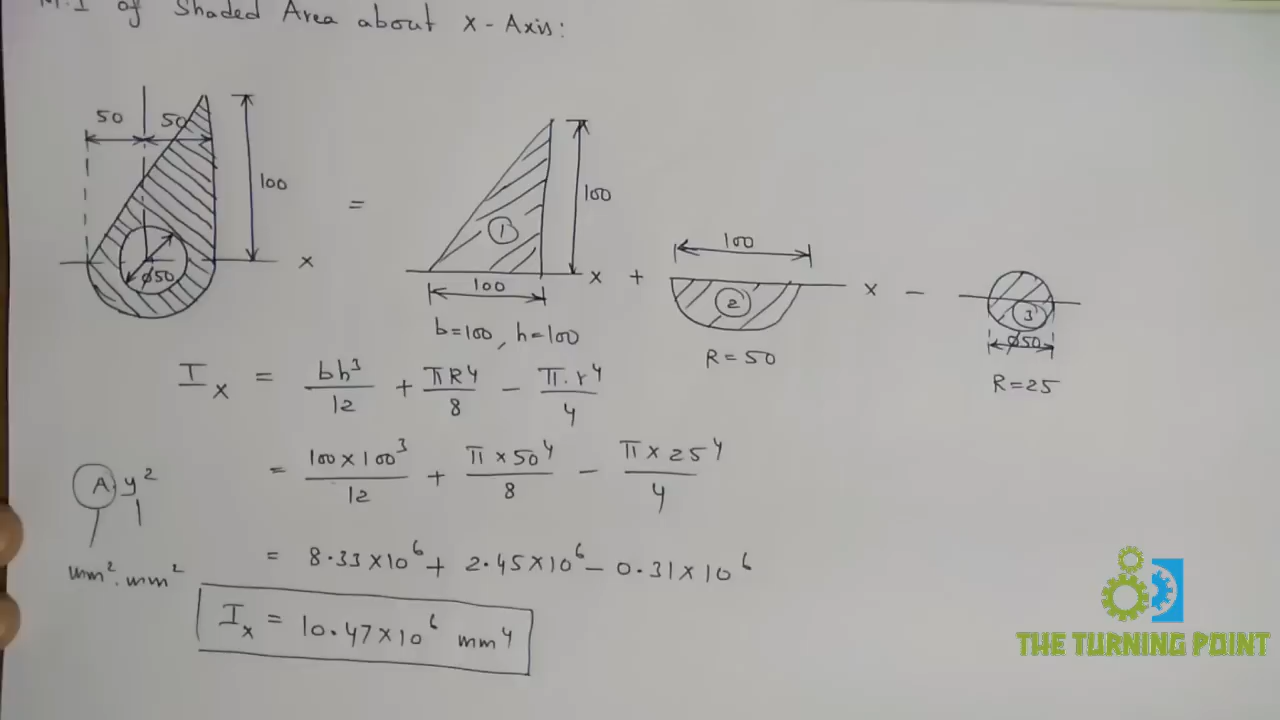 M.I of Shaded Area about X-Axis:
50 50 100 ϕ50 X
=
1 100 X 100
b=100, h=100
+
100 2 X
R=50
−
3 ϕ50
R=25
I_X = bh³/12 + πR⁴/8 − π.r⁴/4
= 100×100³/12 + π×50⁴/8 − π×25⁴/4
A.y²
mm².mm²
= 8.33×10⁶ + 2.45×10⁶ − 0.31×10⁶
I_X = 10.47×10⁶ mm⁴
THE TURNING POINT